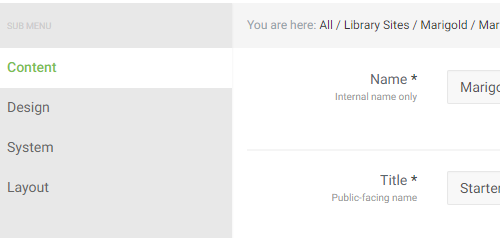 SUB MENU
Content
Design
System
Layout
You are here: All / Library Sites / Marigold / Mar
Name *
Internal name only
Marigo
Title *
Public-facing name
Starter